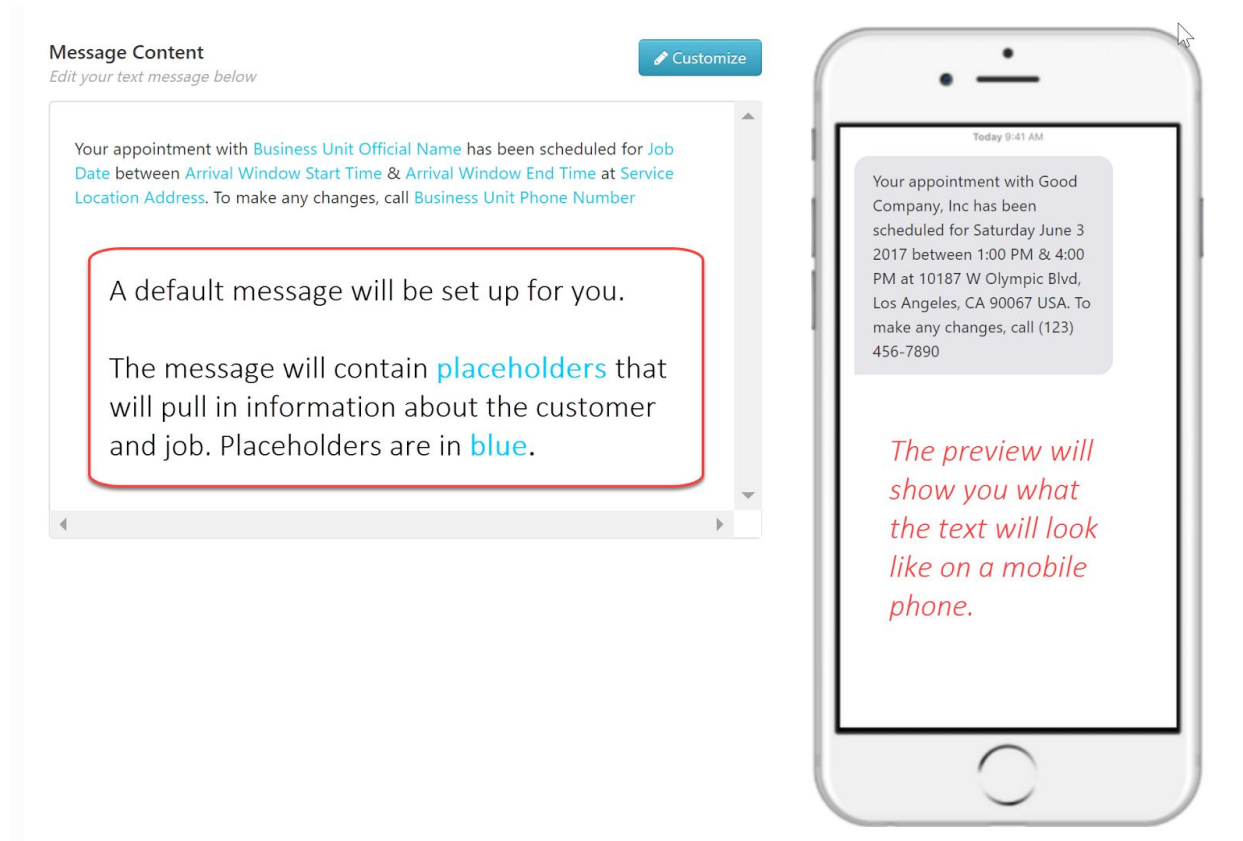 Message Content
Customize
Edit your text message below
Your appointment with Business Unit Official Name has been scheduled for Job
Date between Arrival Window Start Time & Arrival Window End Time at Service
Location Address. To make any changes, call Business Unit Phone Number
A default message will be set up for you.
The message will contain placeholders that
will pull in information about the customer
and job. Placeholders are in blue.
Today 9:41 AM
Your appointment with Good
Company, Inc has been
scheduled for Saturday June 3
2017 between 1:00 PM & 4:00
PM at 10187 W Olympic Blvd,
Los Angeles, CA 90067 USA. To
make any changes, call (123)
456-7890
The preview will
show you what
the text will look
like on a mobile
phone.